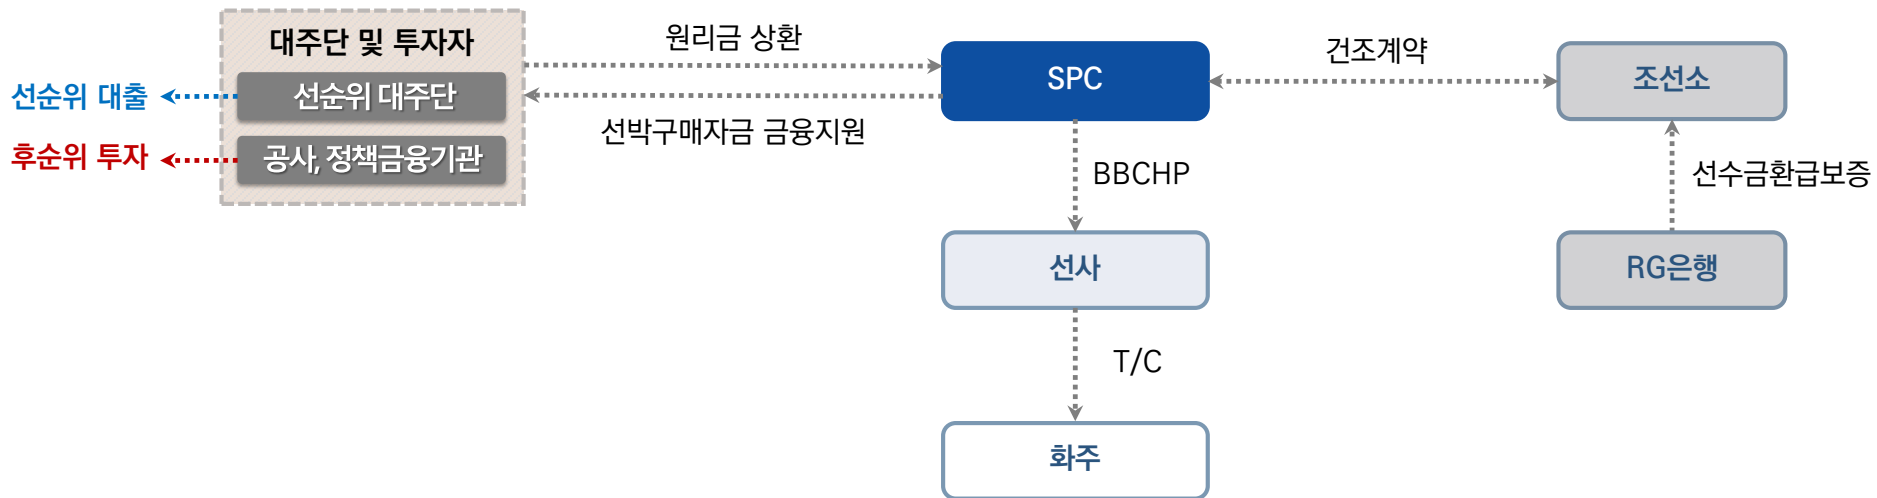 대주단 및 투자자
선순위 대출
선순위 대주단
후순위 투자
공사, 정책금융기관
원리금 상환
선박구매자금 금융지원
SPC
건조계약
조선소
BBCHP
선수금환급보증
선사
RG은행
T/C
화주